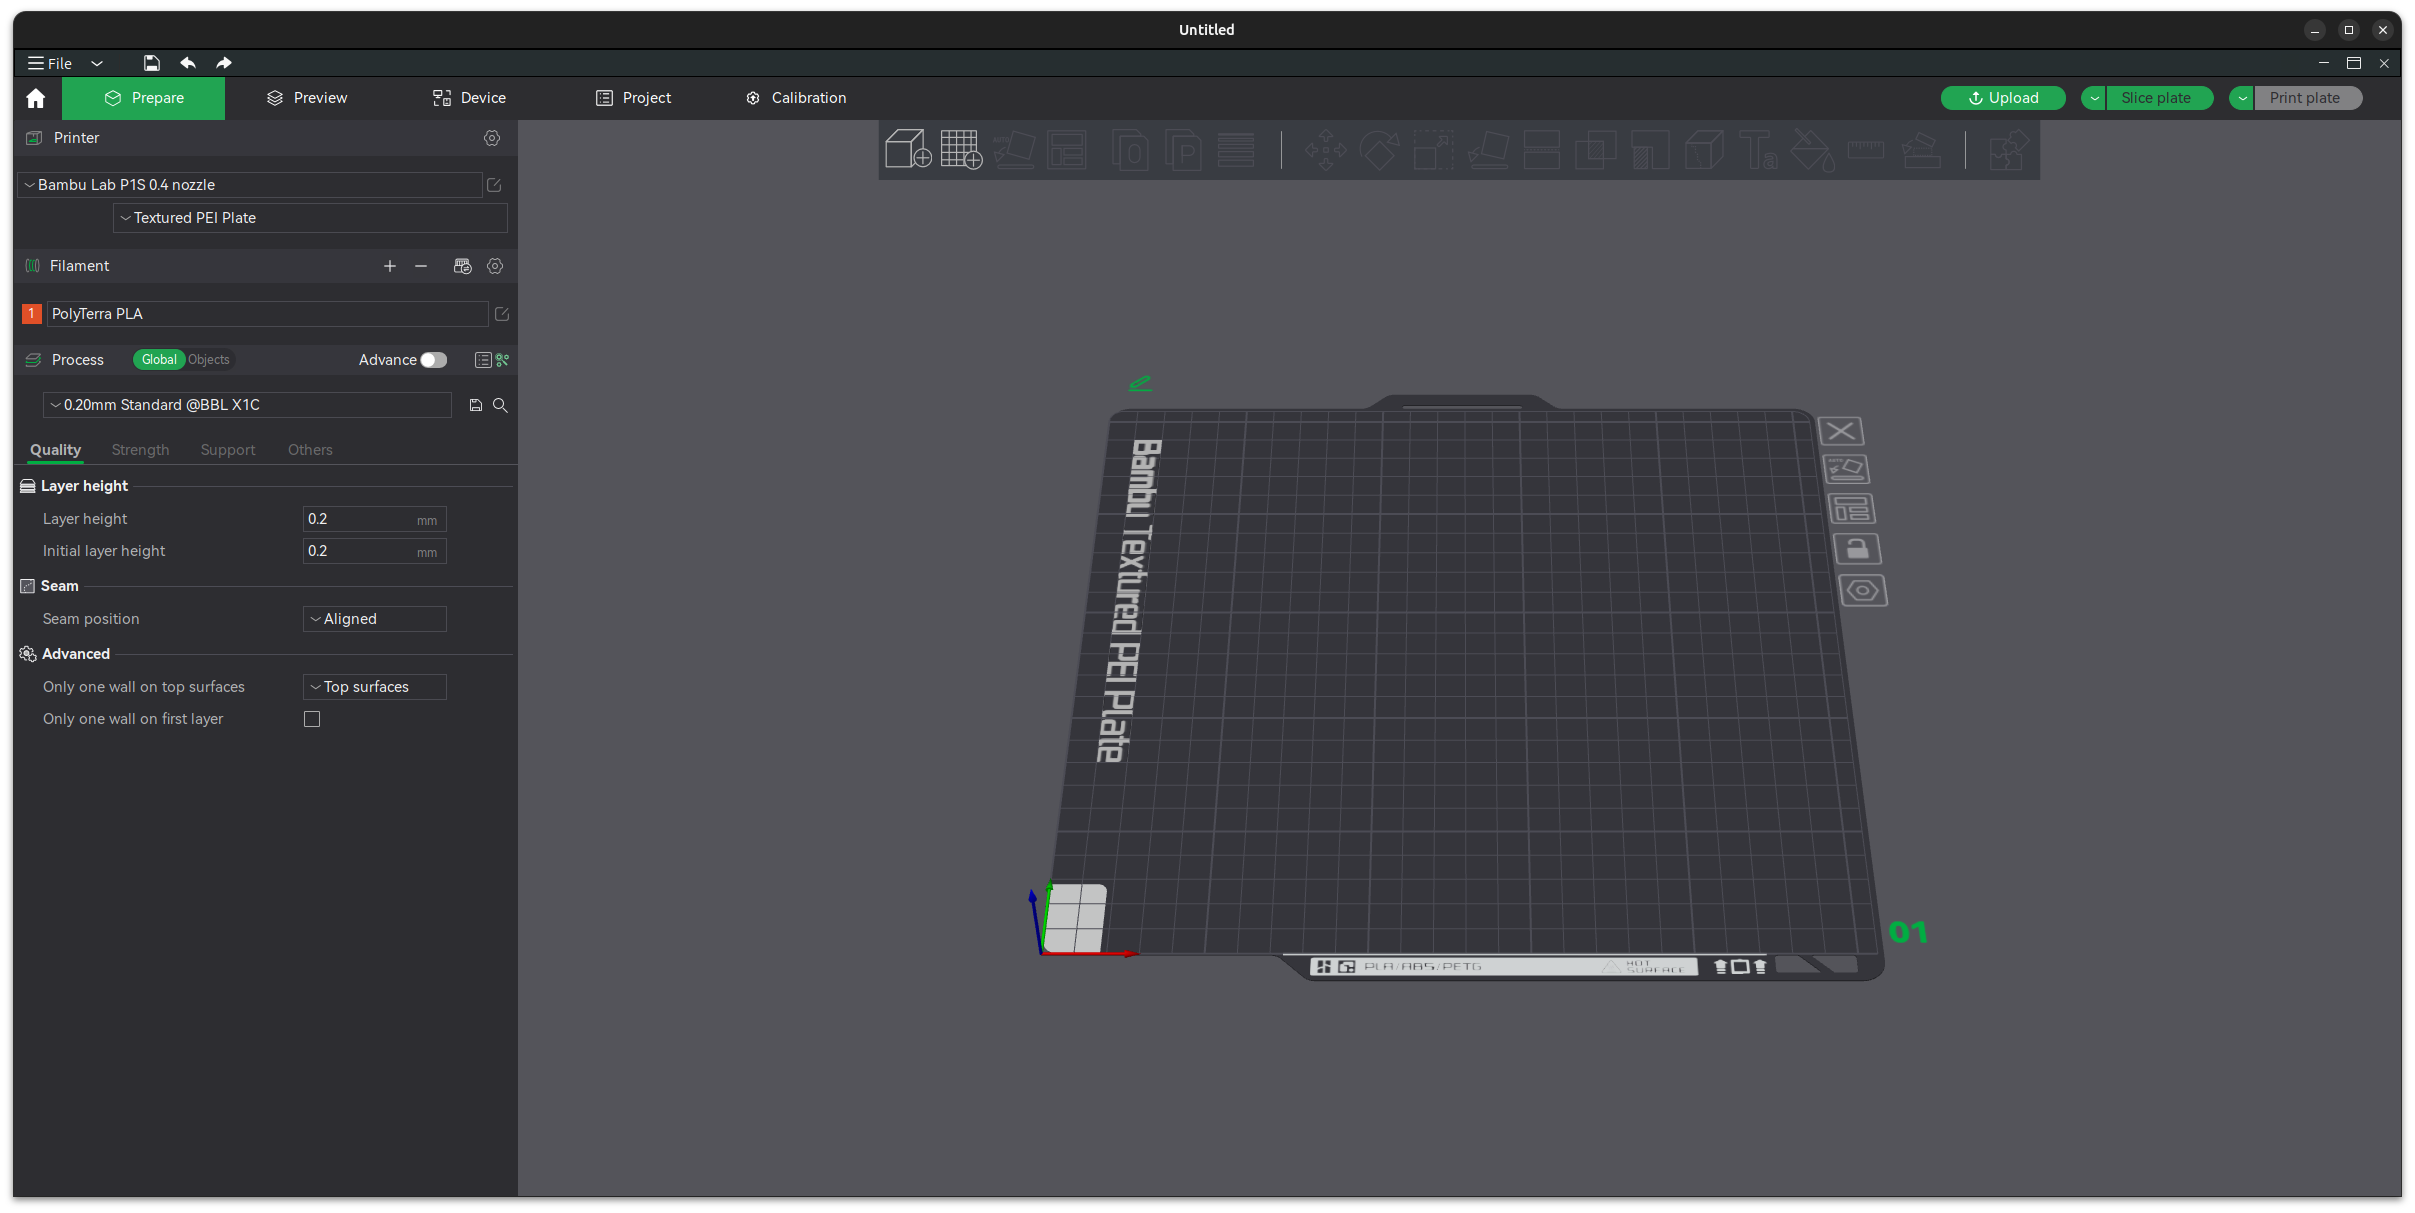 Untitled
File
Prepare
Preview
Device
Project
Calibration
Upload
Slice plate
Print plate
Printer
Bambu Lab P1S 0.4 nozzle
Textured PEI Plate
Filament
1
PolyTerra PLA
Process
Global
Objects
Advance
0.20mm Standard @BBL X1C
Quality
Strength
Support
Others
Layer height
Layer height
0.2
mm
Initial layer height
0.2
mm
Seam
Seam position
Aligned
Advanced
Only one wall on top surfaces
Top surfaces
Only one wall on first layer
AUTO
O
P
Ta
Bambu Textured PEI Plate
AUTO
PLA/ABS/PETG
HOT
SURFACE
01